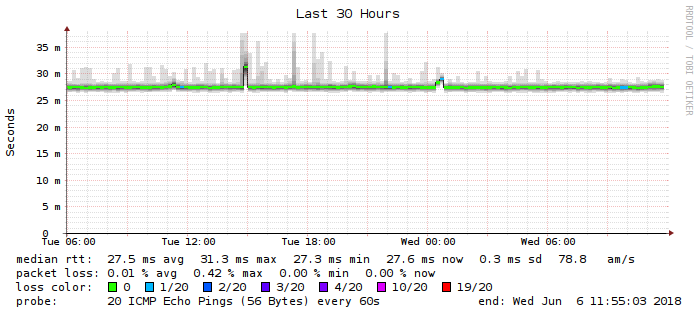 Last 30 Hours
RRDTOOL / TOBI OETIKER
Seconds
35 m
30 m
25 m
20 m
15 m
10 m
5 m
0
Tue 06:00 Tue 12:00 Tue 18:00 Wed 00:00 Wed 06:00
median rtt: 27.5 ms avg 31.3 ms max 27.3 ms min 27.6 ms now 0.3 ms sd 78.8 am/s
packet loss: 0.01 % avg 0.42 % max 0.00 % min 0.00 % now
loss color: 0 1/20 2/20 3/20 4/20 10/20 19/20
probe: 20 ICMP Echo Pings (56 Bytes) every 60s end: Wed Jun 6 11:55:03 2018